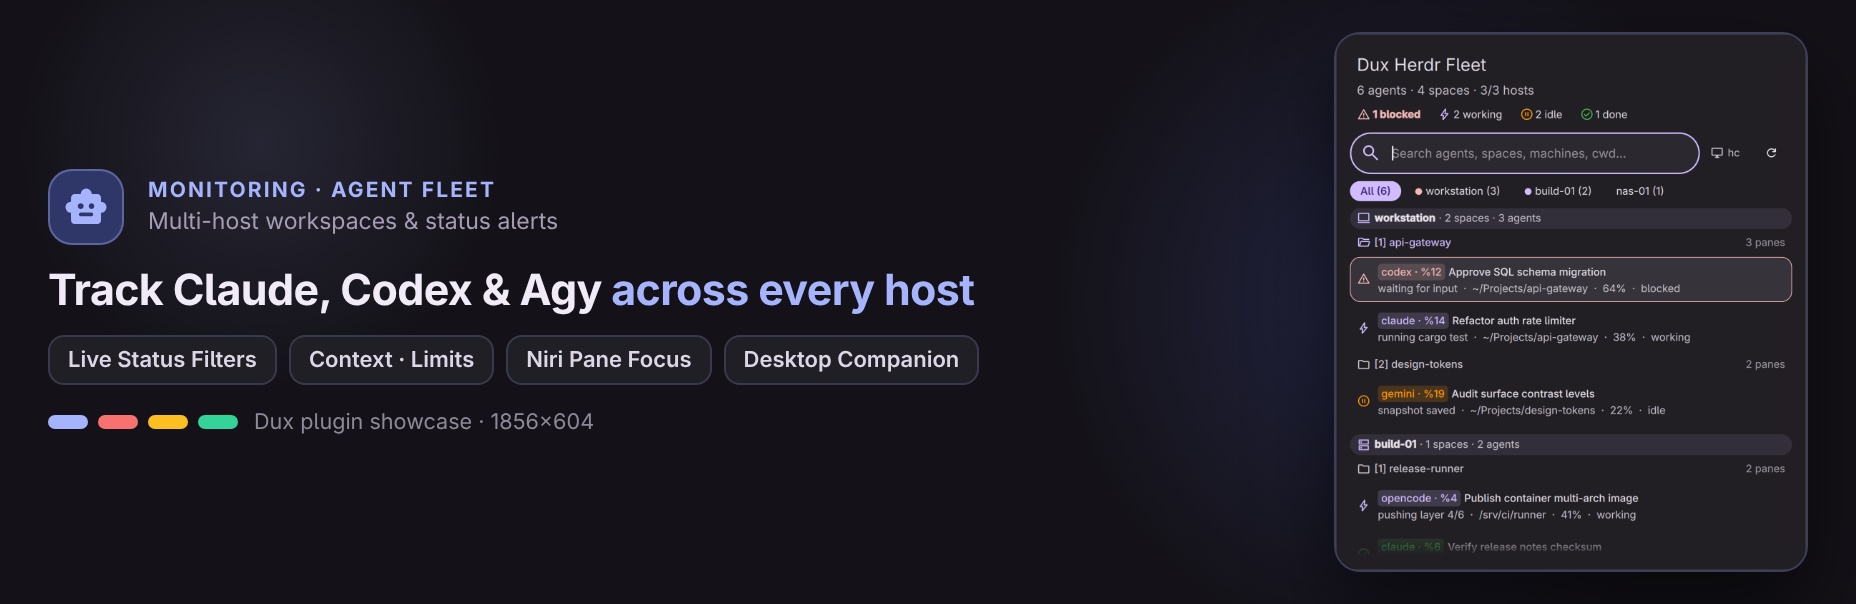 MONITORING · AGENT FLEET
Multi-host workspaces & status alerts
Track Claude, Codex & Agy across every host
Live Status Filters
Context · Limits
Niri Pane Focus
Desktop Companion
Dux plugin showcase · 1856×604
Dux Herdr Fleet
6 agents · 4 spaces · 3/3 hosts
1 blocked 2 working 2 idle 1 done
Search agents, spaces, machines, cwd... hc
All (6) workstation (3) build-01 (2) nas-01 (1)
workstation · 2 spaces · 3 agents
[1] api-gateway 3 panes
codex · %12 Approve SQL schema migration
waiting for input · ~/Projects/api-gateway · 64% · blocked
claude · %14 Refactor auth rate limiter
running cargo test · ~/Projects/api-gateway · 38% · working
[2] design-tokens 2 panes
gemini · %19 Audit surface contrast levels
snapshot saved · ~/Projects/design-tokens · 22% · idle
build-01 · 1 spaces · 2 agents
[1] release-runner 2 panes
opencode · %4 Publish container multi-arch image
pushing layer 4/6 · /srv/ci/runner · 41% · working
claude · %6 Verify release notes checksum